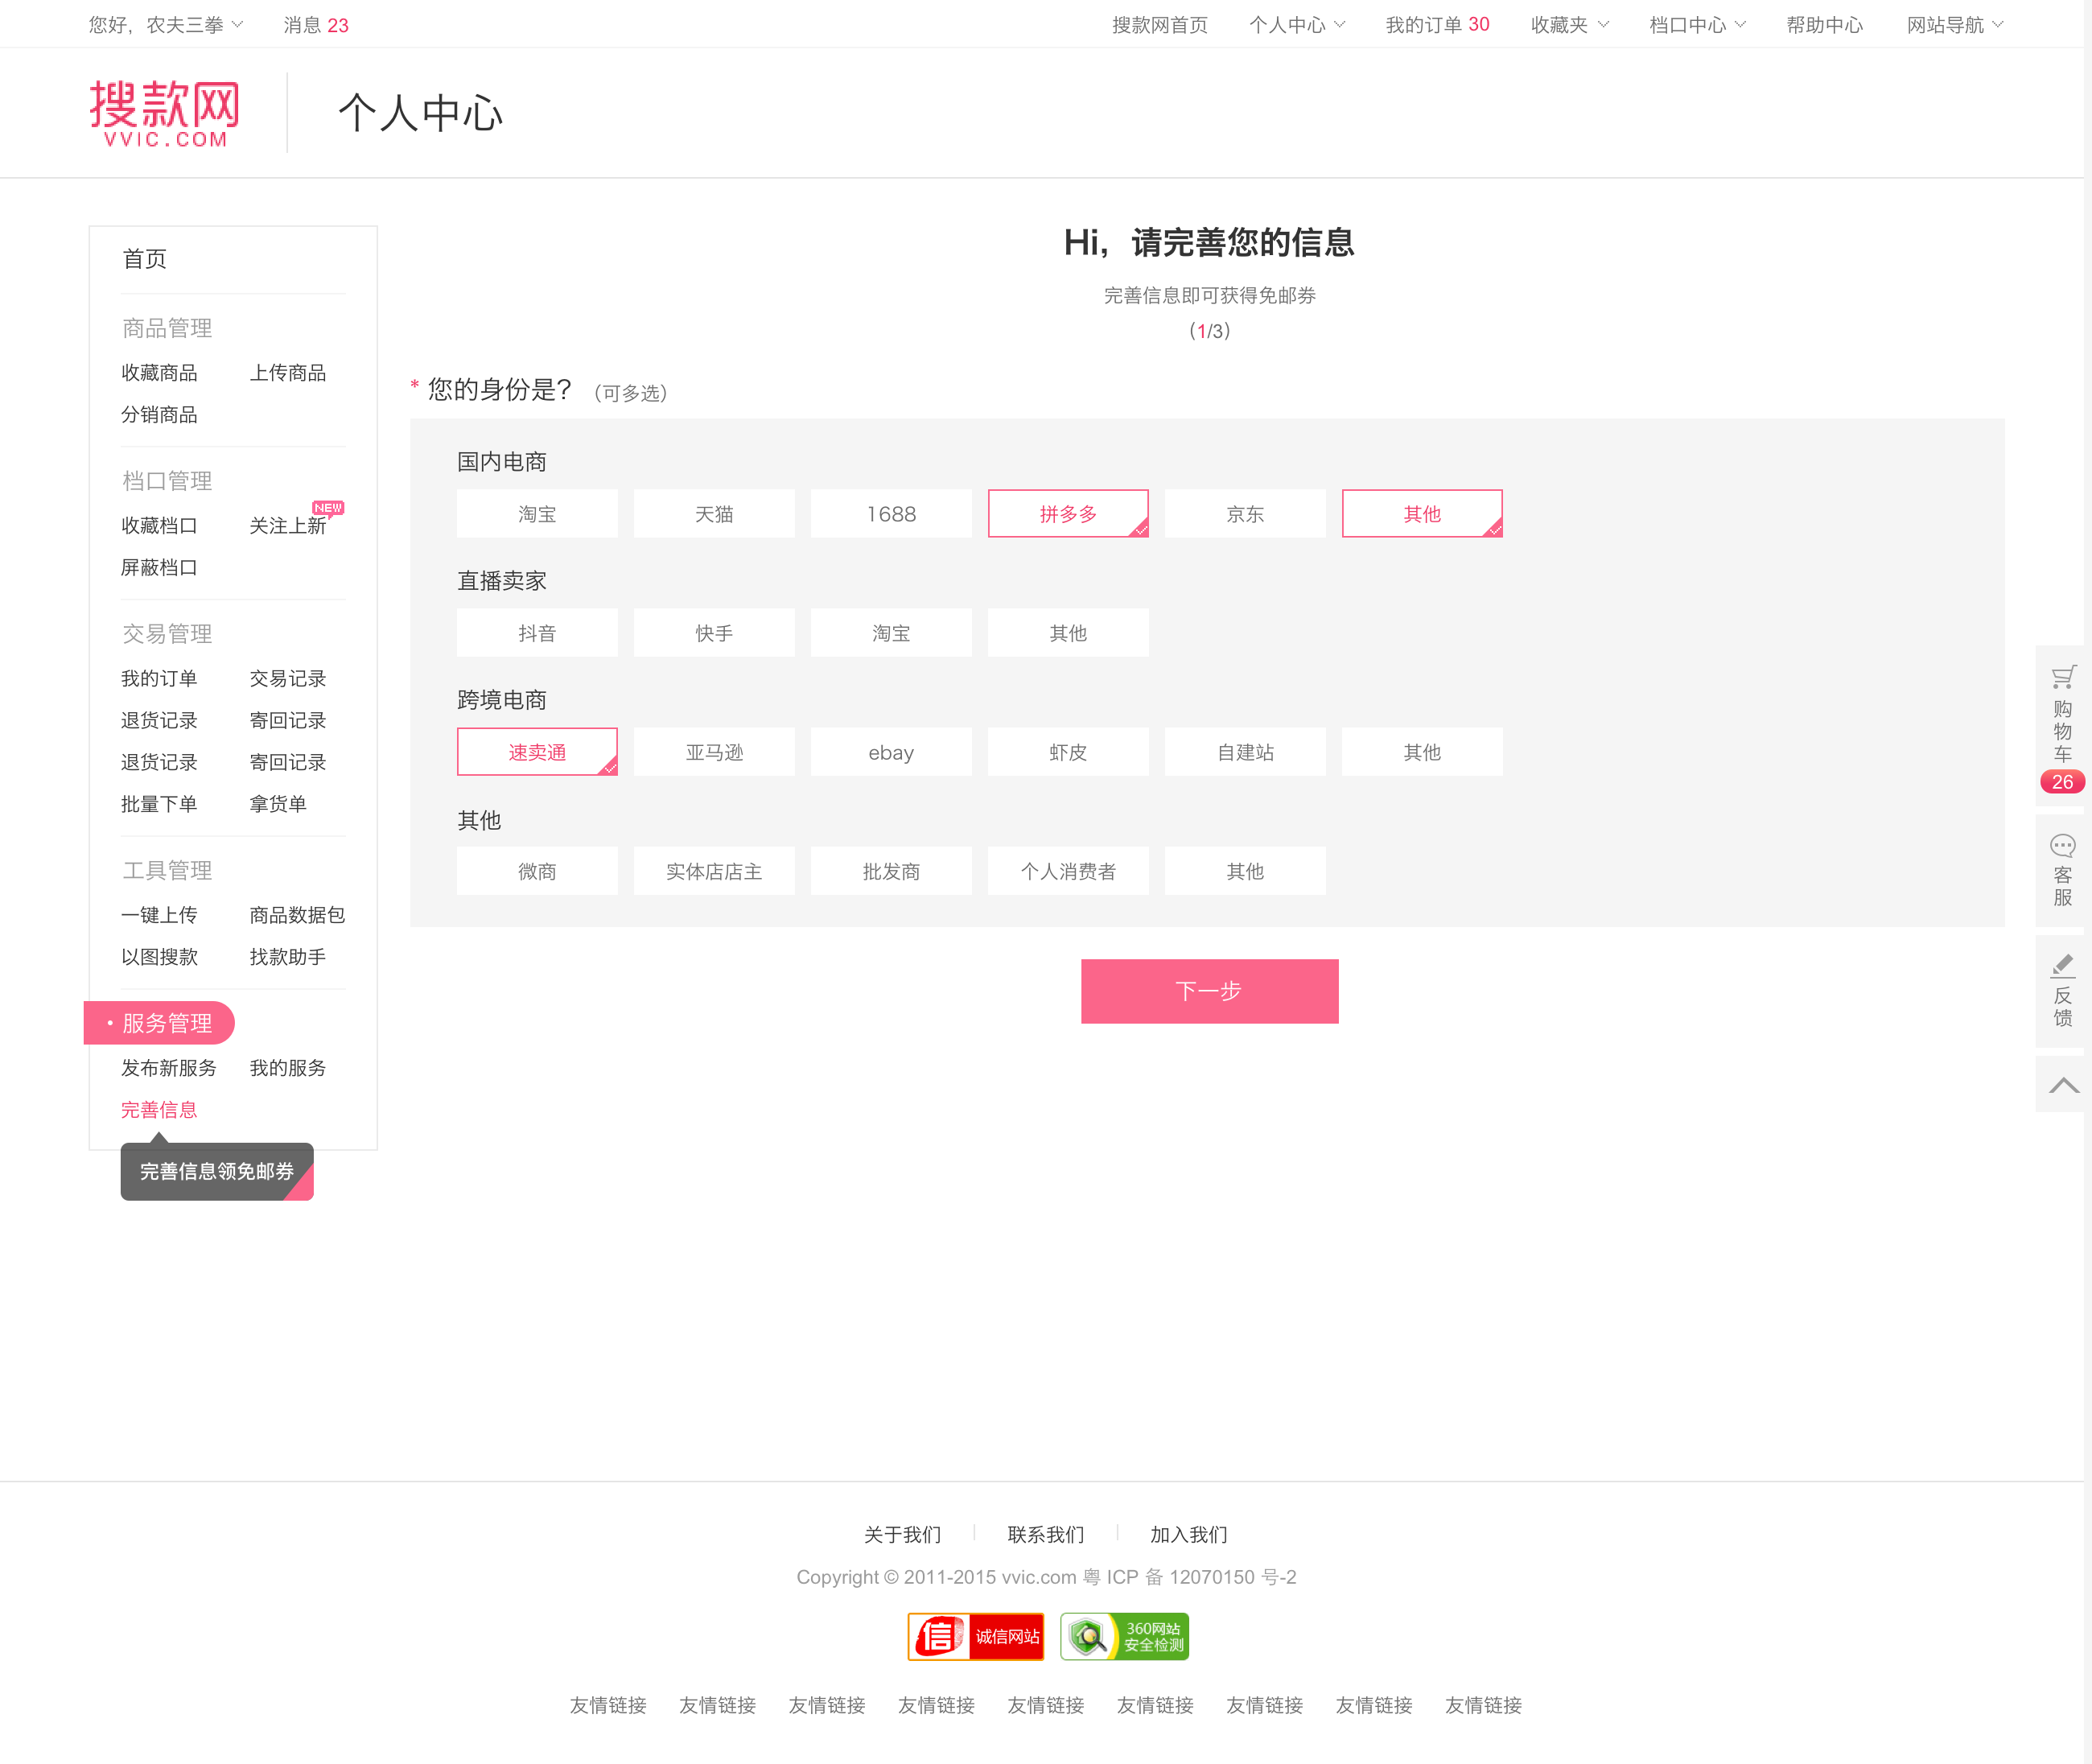 您好，农夫三拳 消息 23 搜款网首页 个人中心 我的订单 30 收藏夹 档口中心 帮助中心 网站导航
搜款网
VVIC.COM
个人中心
首页
商品管理
收藏商品 上传商品
分销商品
档口管理
NEW
收藏档口 关注上新
屏蔽档口
交易管理
我的订单 交易记录
退货记录 寄回记录
退货记录 寄回记录
批量下单 拿货单
工具管理
一键上传 商品数据包
以图搜款 找款助手
· 服务管理
发布新服务 我的服务
完善信息
完善信息领免邮券
Hi，请完善您的信息
完善信息即可获得免邮券
（1/3）
* 您的身份是？（可多选）
国内电商
淘宝 天猫 1688 拼多多 京东 其他
直播卖家
抖音 快手 淘宝 其他
跨境电商
速卖通 亚马逊 ebay 虾皮 自建站 其他
其他
微商 实体店店主 批发商 个人消费者 其他
下一步
购物车
26
客服
反馈
关于我们 联系我们 加入我们
Copyright © 2011-2015 vvic.com 粤 ICP 备 12070150 号-2
信 诚信网站
360网站
安全检测
友情链接 友情链接 友情链接 友情链接 友情链接 友情链接 友情链接 友情链接 友情链接